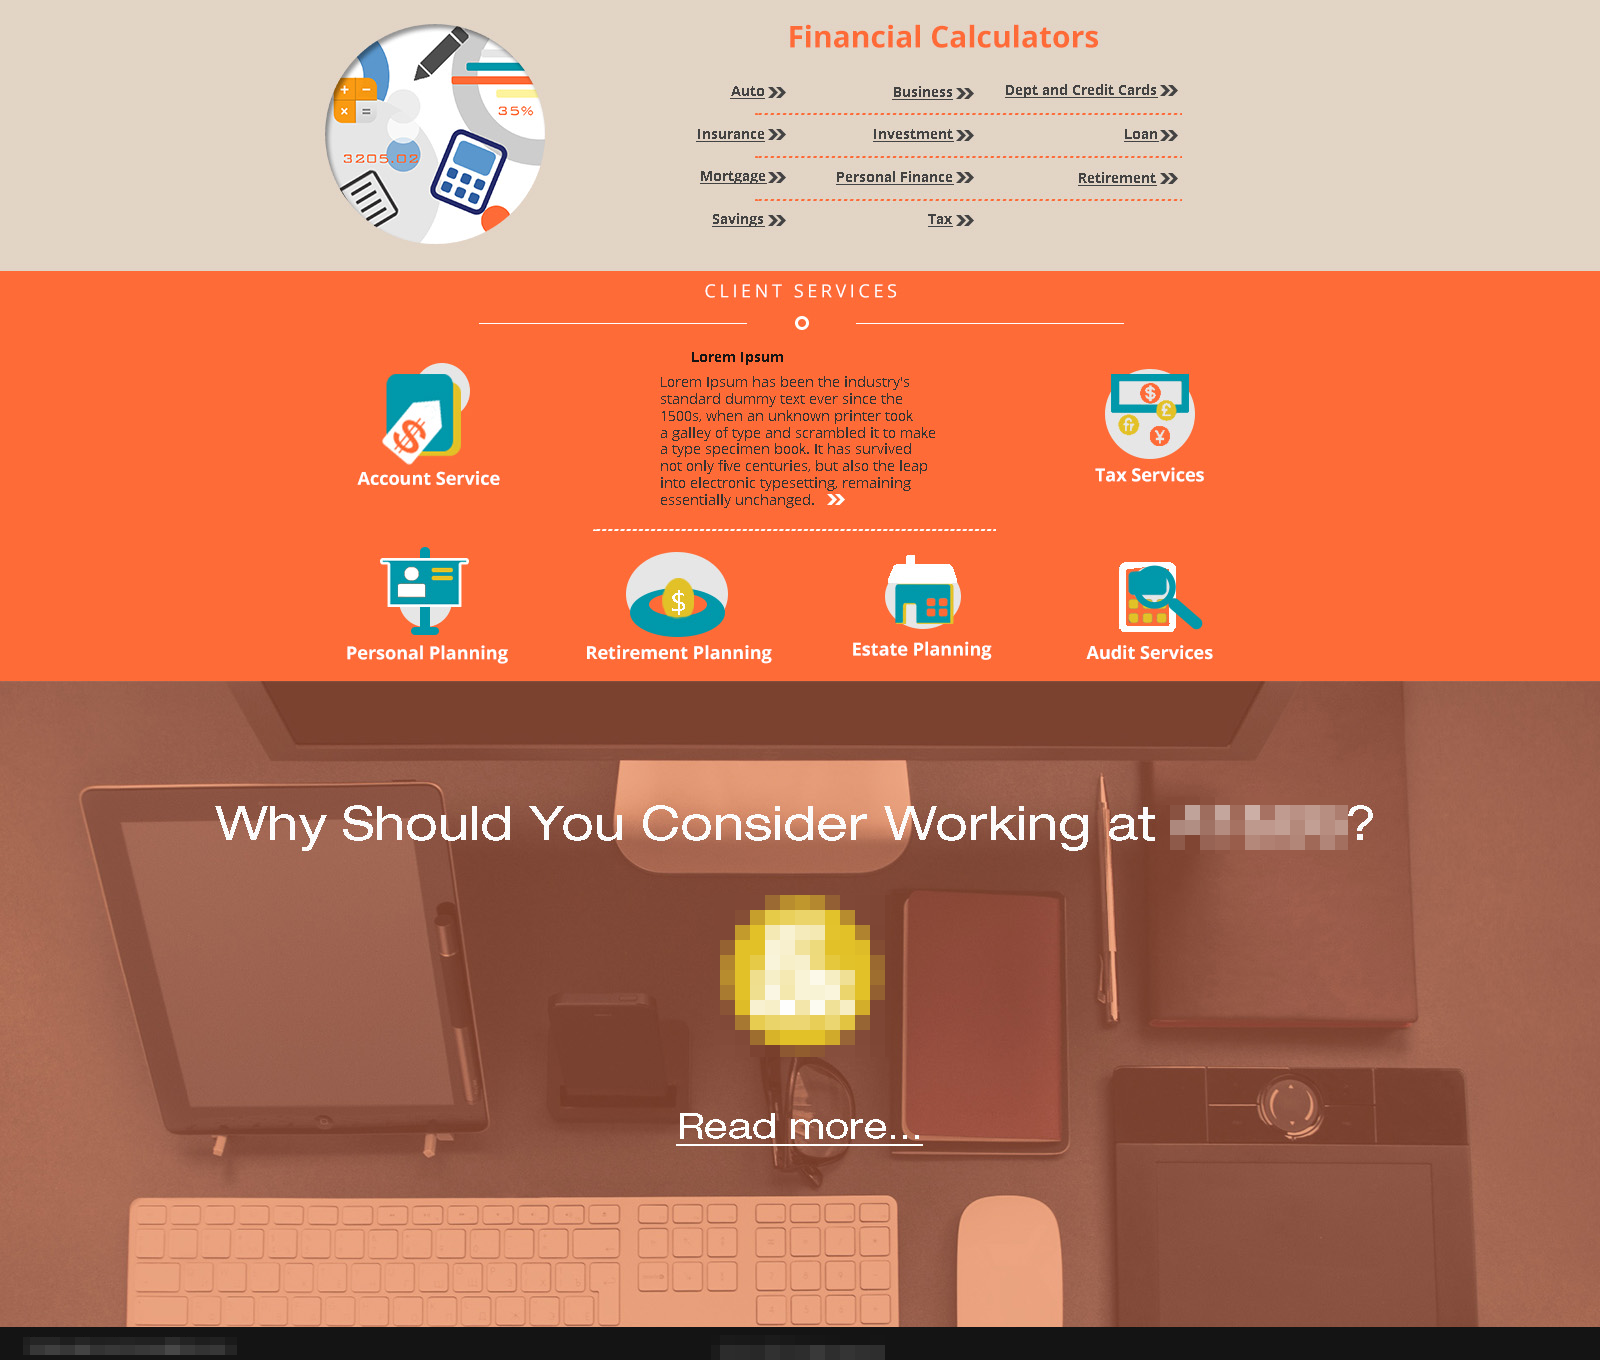 Financial Calculators
+ −
× =
35%
3205.02
Auto Business Dept and Credit Cards
Insurance Investment Loan
Mortgage Personal Finance Retirement
Savings Tax
CLIENT SERVICES
Lorem Ipsum
Lorem Ipsum has been the industry's
standard dummy text ever since the
1500s, when an unknown printer took
a galley of type and scrambled it to make
a type specimen book. It has survived
not only five centuries, but also the leap
into electronic typesetting, remaining
essentially unchanged.
$
$ £
fr ¥
Account Service
Tax Services
$
Personal Planning Retirement Planning Estate Planning Audit Services
Why Should You Consider Working at ?
Read more...